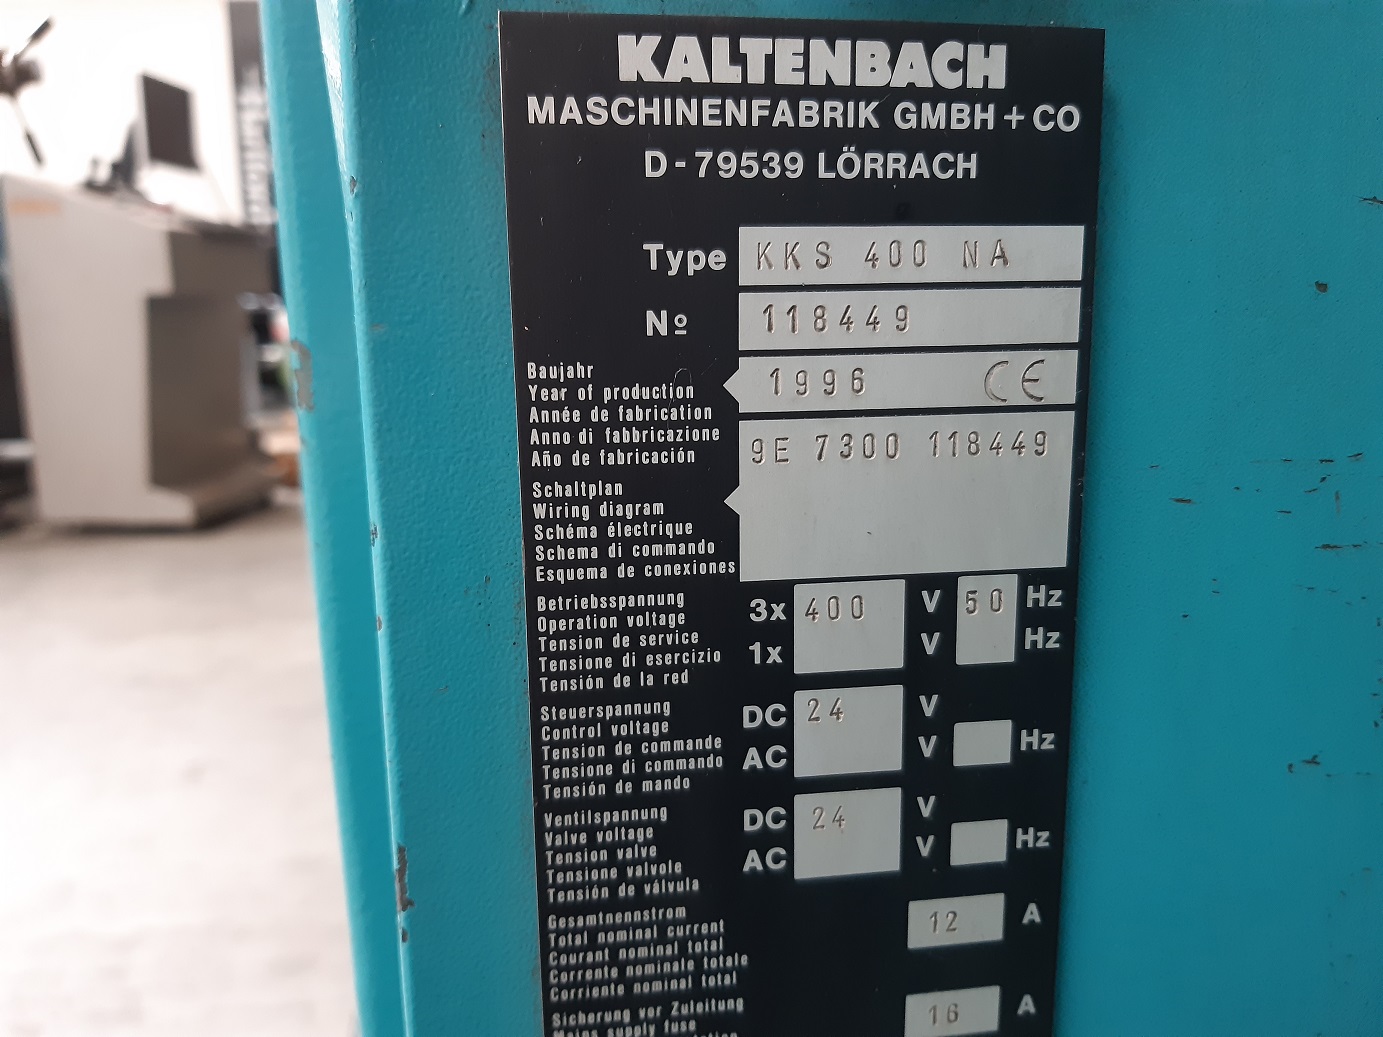 KALTENBACH
MASCHINENFABRIK GMBH + CO
D - 79539 LÖRRACH
Type KKS 400 NA
Nº 118449
Baujahr
Year of production
Année de fabrication
Anno di fabbricazione
Año de fabricación
1996 CE
Schaltplan
Wiring diagram
Schéma électrique
Schema di commando
Esquema de conexiones
9E 7300 118449
Betriebsspannung
Operation voltage
Tension de service
Tensione di esercizio
Tensión de la red
3x 400 V 50 Hz
1x V Hz
Steuerspannung
Control voltage
Tension de commande
Tensione di commando
Tensión de mando
DC 24 V
AC V Hz
Ventilspannung
Valve voltage
Tension valve
Tensione valvole
Tensión de válvula
DC 24 V
AC V Hz
Gesamtnennstrom
Total nominal current
Courant nominal total
Corrente nominale totale
Corriente nominal total
12 A
Sicherung vor Zuleitung
Mains supply fuse
16 A